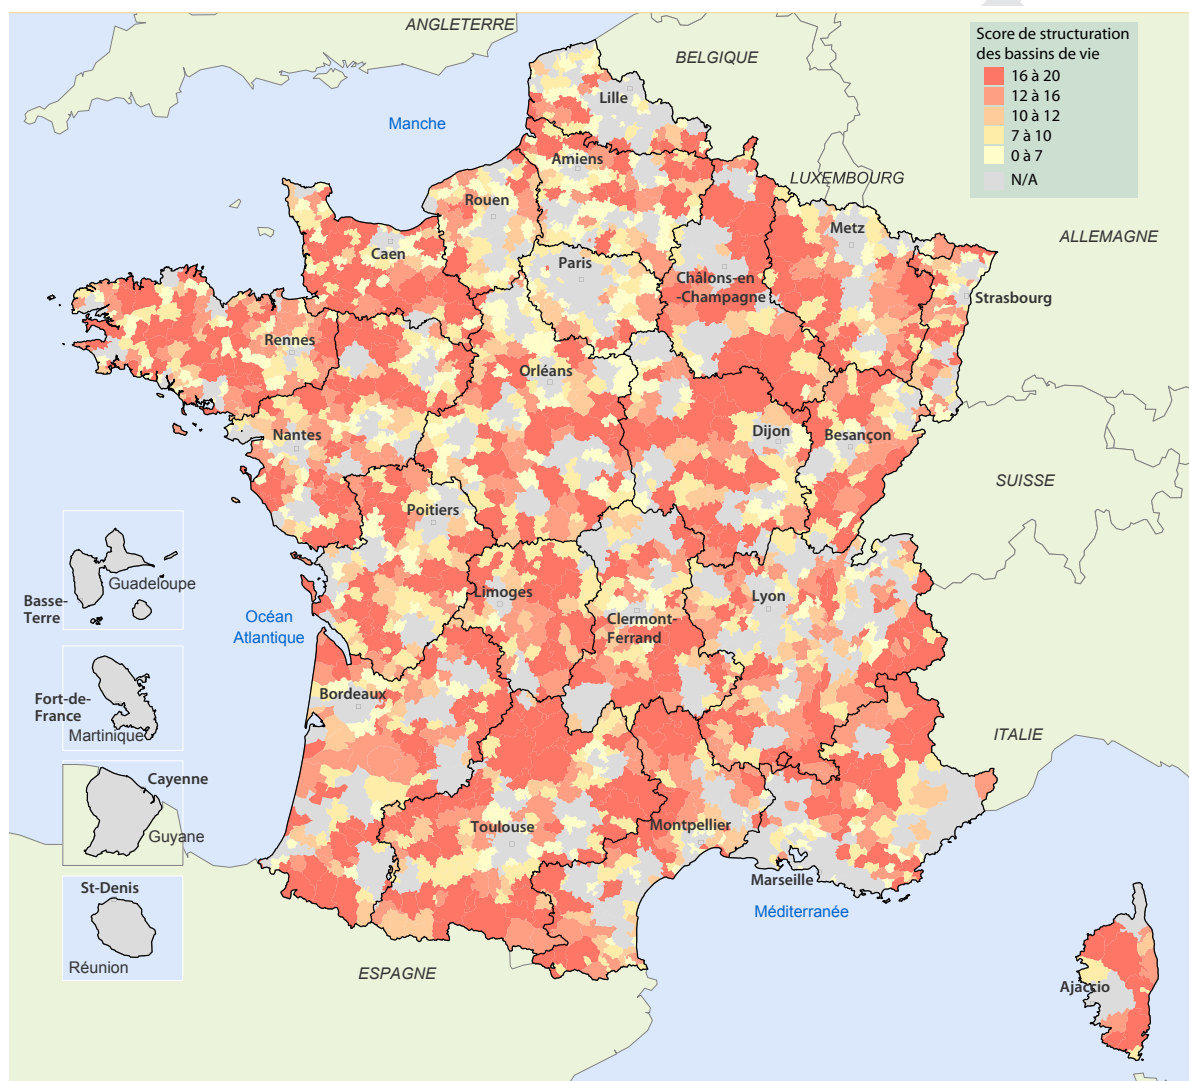 ANGLETERRE
BELGIQUE
Score de structuration
des bassins de vie
16 à 20
12 à 16
10 à 12
7 à 10
0 à 7
N/A
Lille
Manche
Amiens
LUXEMBOURG
Rouen
Metz
Caen
ALLEMAGNE
Paris
Châlons-en
-Champagne
Strasbourg
Rennes
Orléans
Nantes
Dijon
Besançon
SUISSE
Poitiers
Guadeloupe
Basse-
Terre
Limoges
Lyon
Océan
Atlantique
Clermont-
Ferrand
Fort-de-
France
Martinique
Bordeaux
ITALIE
Cayenne
Guyane
Toulouse
Montpellier
Marseille
St-Denis
Méditerranée
Réunion
ESPAGNE
Ajaccio